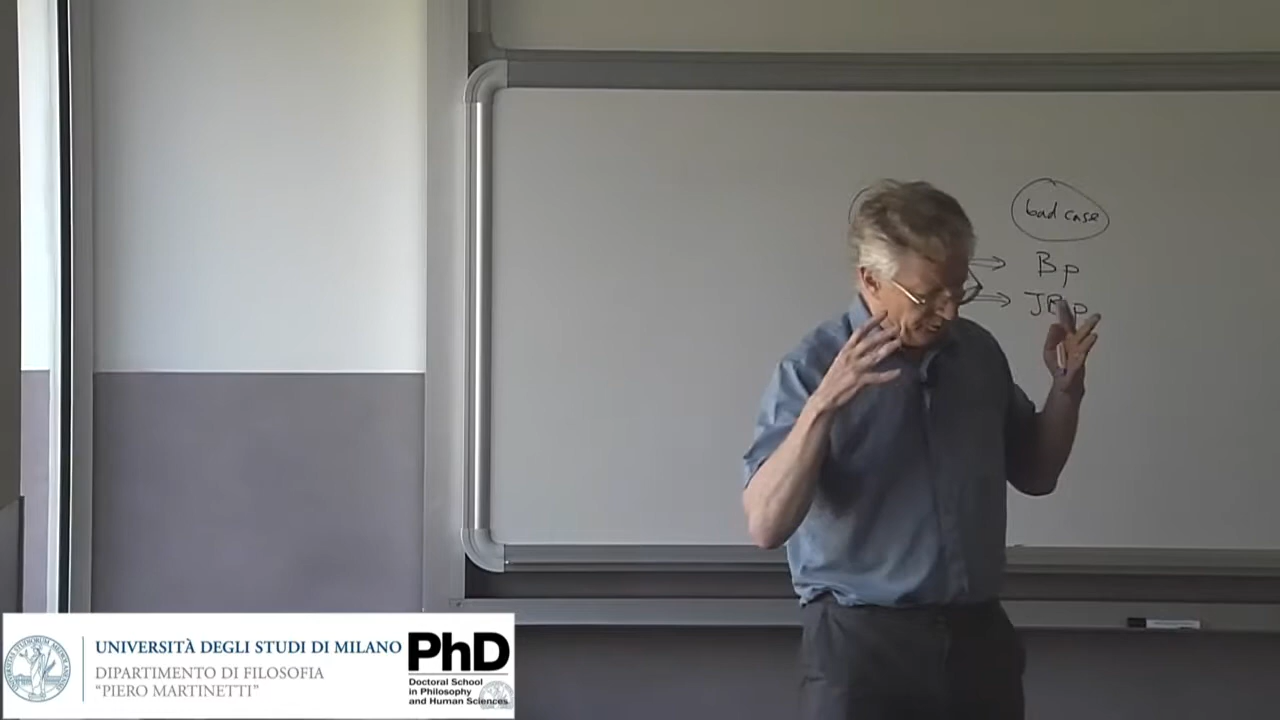 bad case
⇒ Bp
⇒ JBp
UNIVERSITÀ DEGLI STUDI DI MILANO
DIPARTIMENTO DI FILOSOFIA
"PIERO MARTINETTI"
PhD
Doctoral School
in Philosophy
and Human Sciences